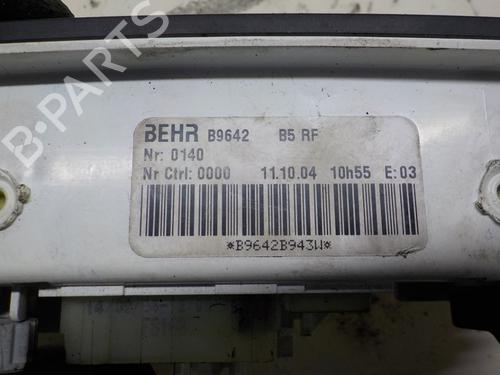 BEHR B9642 B5 RF
Nr: 0140
Nr Ctrl: 0000 11.10.04 10h55 E:03
*B9642B943W*
B-PARTS